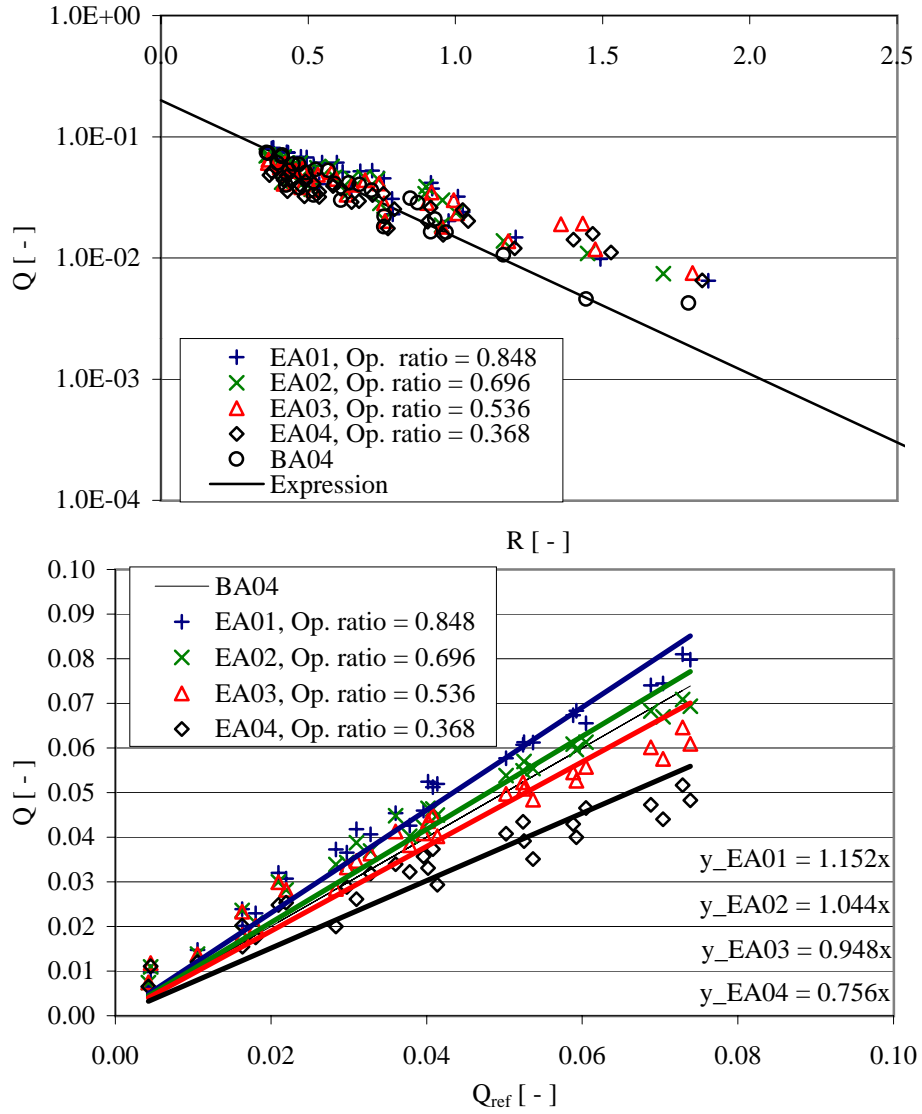 1.0E+00
0.0 0.5 1.0 1.5 2.0 2.5
1.0E-01
1.0E-02
1.0E-03
1.0E-04
Q [ - ]
EA01, Op. ratio = 0.848
EA02, Op. ratio = 0.696
EA03, Op. ratio = 0.536
EA04, Op. ratio = 0.368
BA04
Expression
R [ - ]
0.10
0.09
0.08
0.07
0.06
0.05
0.04
0.03
0.02
0.01
0.00
Q [ - ]
BA04
EA01, Op. ratio = 0.848
EA02, Op. ratio = 0.696
EA03, Op. ratio = 0.536
EA04, Op. ratio = 0.368
y_EA01 = 1.152x
y_EA02 = 1.044x
y_EA03 = 0.948x
y_EA04 = 0.756x
0.00 0.02 0.04 0.06 0.08 0.10
Qref [ - ]